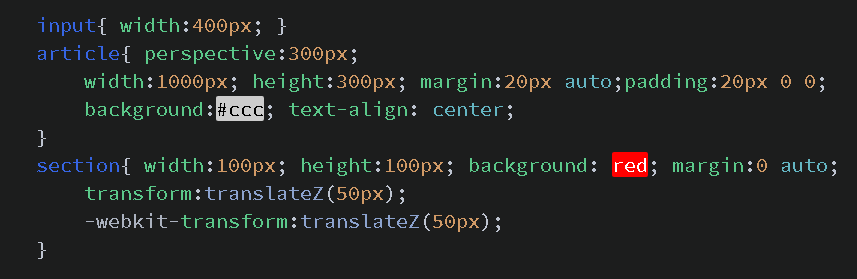 input{ width:400px; }
article{ perspective:300px;
    width:1000px; height:300px; margin:20px auto;padding:20px 0 0;
    background:#ccc; text-align: center;
}
section{ width:100px; height:100px; background: red; margin:0 auto;
    transform:translateZ(50px);
    -webkit-transform:translateZ(50px);
}